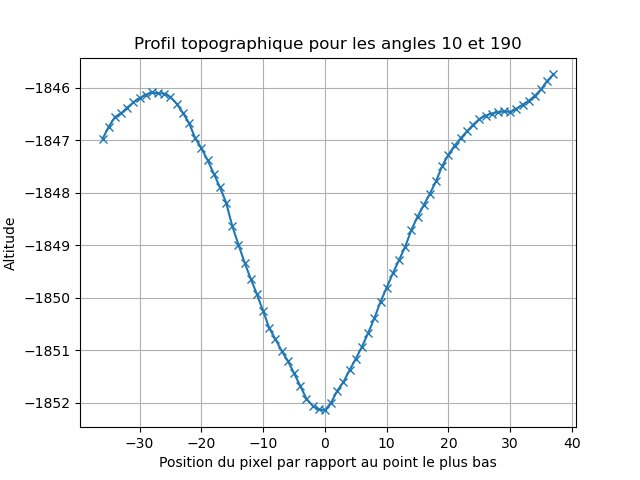 Profil topographique pour les angles 10 et 190
Altitude
−1846
−1847
−1848
−1849
−1850
−1851
−1852
−30 −20 −10 0 10 20 30 40
Position du pixel par rapport au point le plus bas